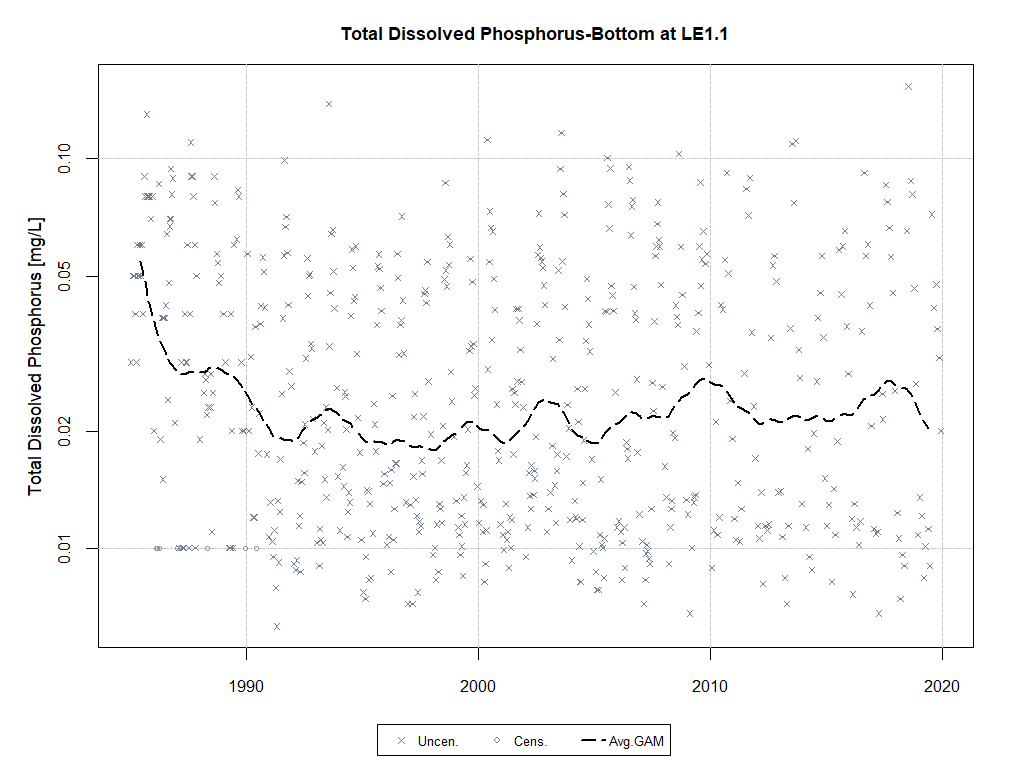 Total Dissolved Phosphorus-Bottom at LE1.1
Total Dissolved Phosphorus [mg/L]
0.10
0.05
0.02
0.01
1990 2000 2010 2020
Uncen. Cens. Avg.GAM